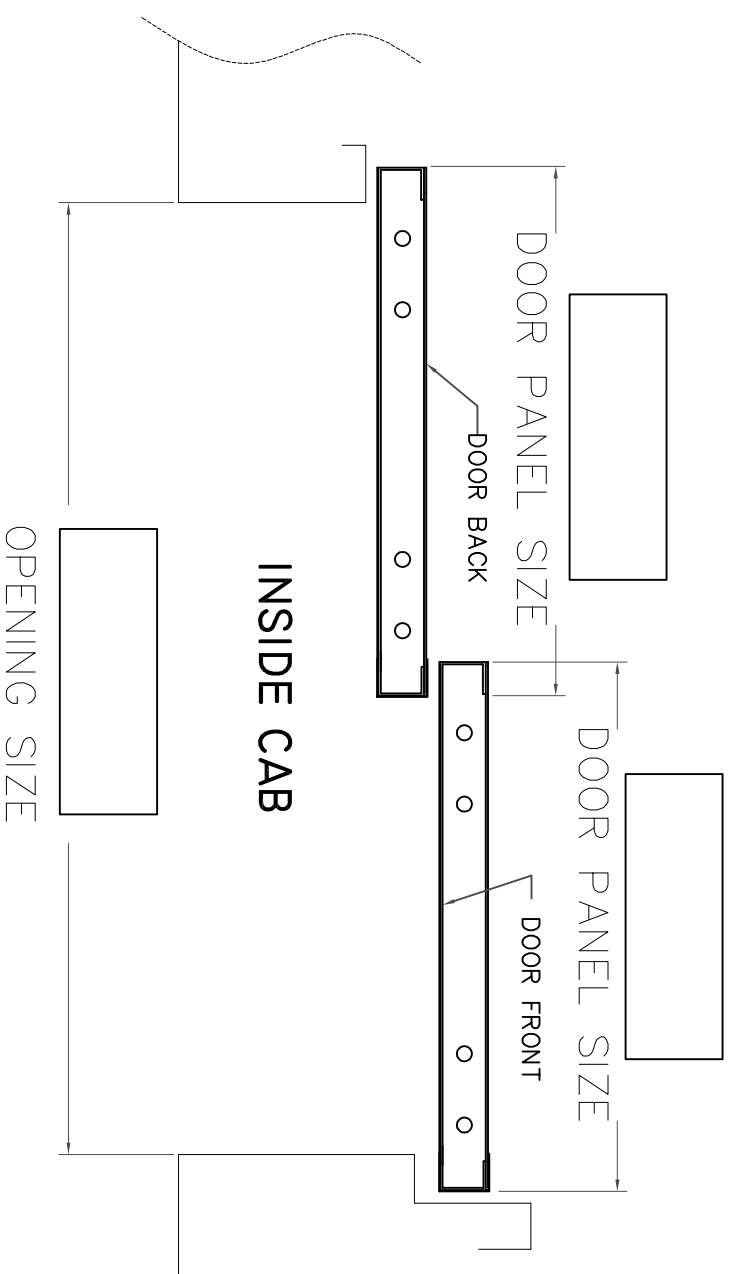 DOOR PANEL SIZE
DOOR PANEL SIZE
DOOR BACK
DOOR FRONT
INSIDE CAB
OPENING SIZE